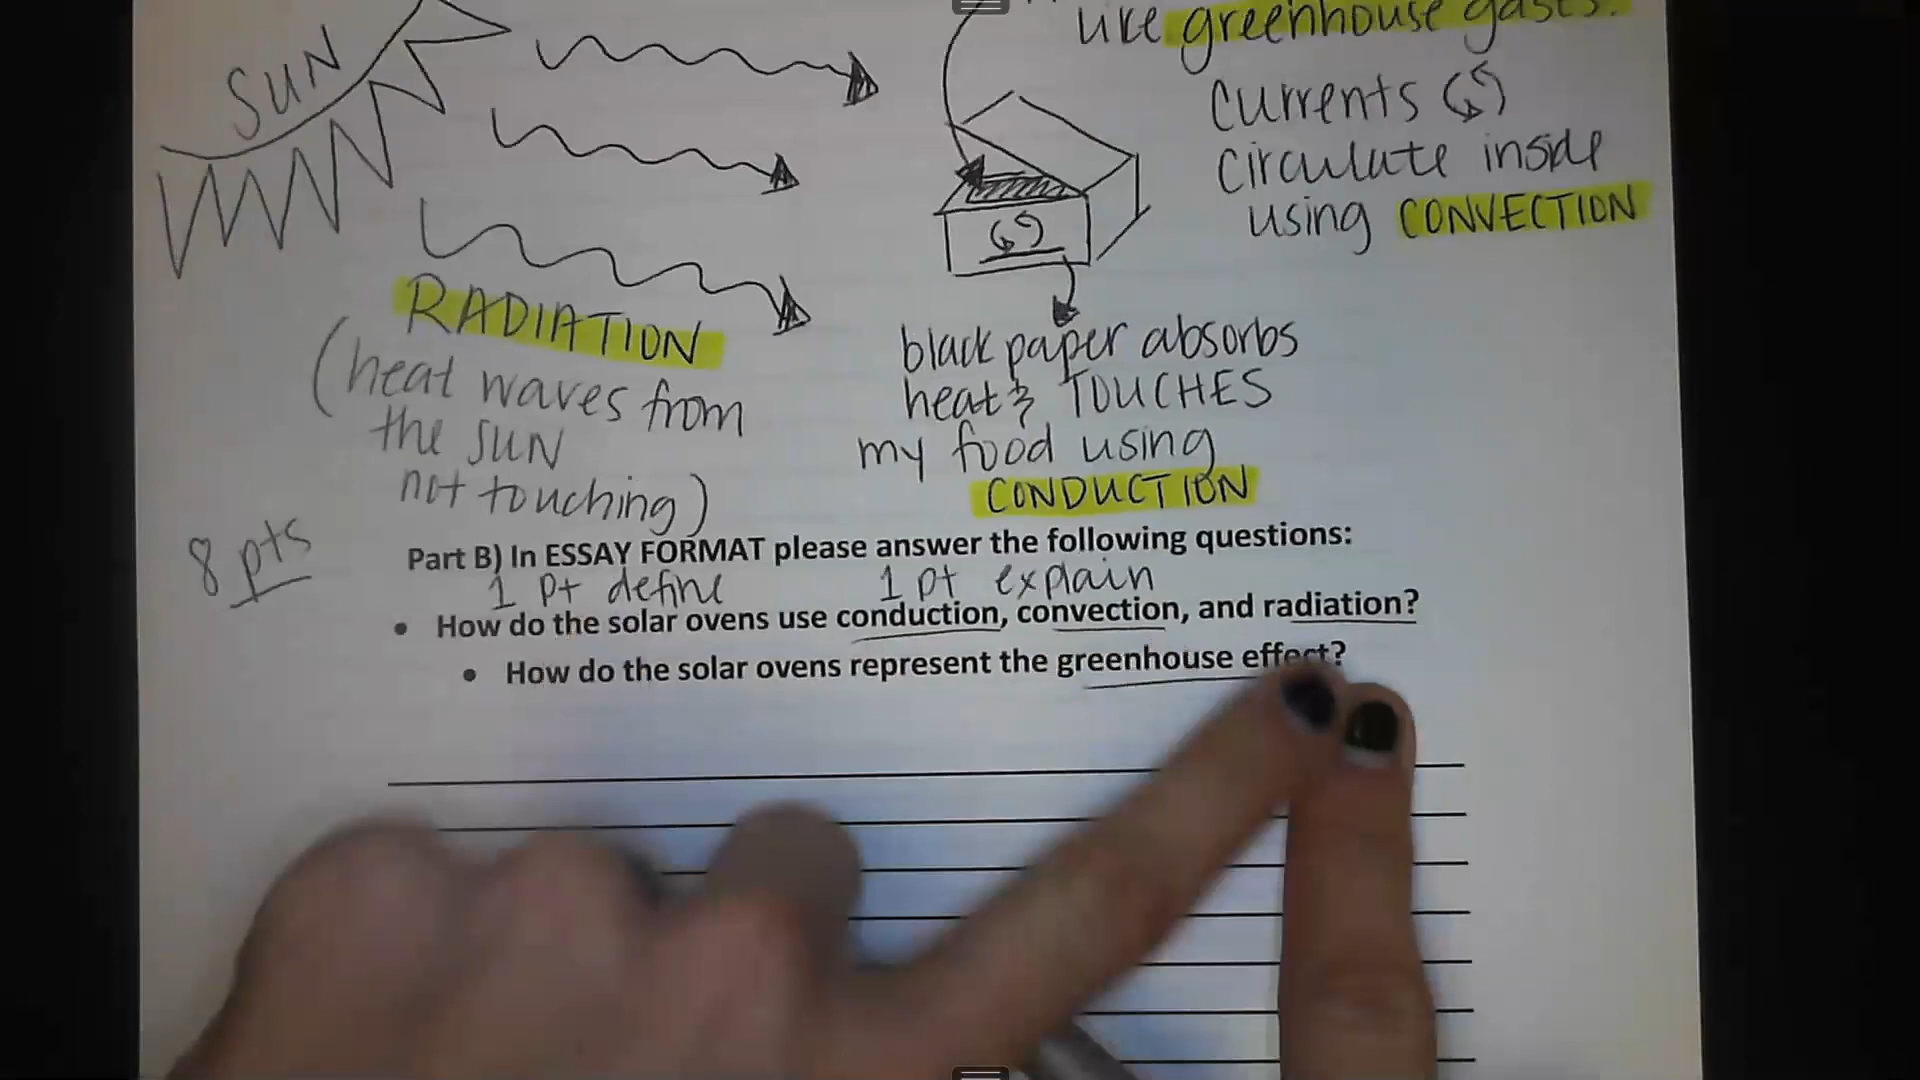 like greenhouse gases.
SUN
Currents
Circulate inside
using CONVECTION
RADIATION
(heat waves from
the SUN
not touching)
black paper absorbs
heat & TOUCHES
my food using
CONDUCTION
8 pts
Part B) In ESSAY FORMAT please answer the following questions:
1 pt define 1 pt explain
• How do the solar ovens use conduction, convection, and radiation?
• How do the solar ovens represent the greenhouse effect?